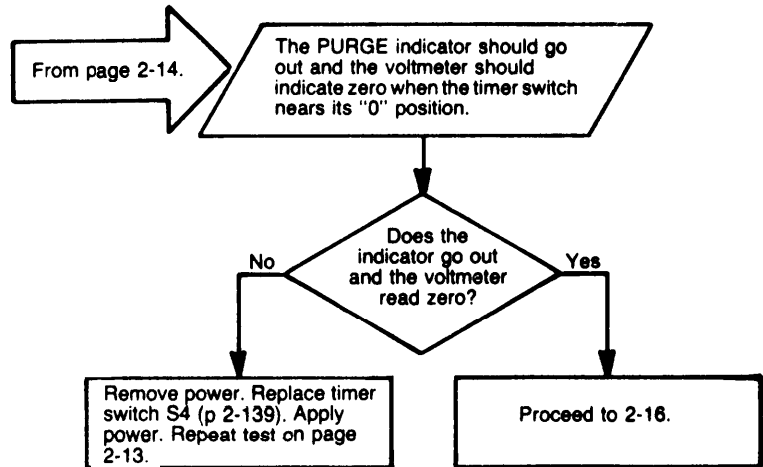 From page 2-14.
The PURGE indicator should go
out and the voltmeter should
indicate zero when the timer switch
nears its "0" position.
Does the
indicator go out
and the voltmeter
read zero?
No
Yes
Remove power. Replace timer
switch S4 (p 2-139). Apply
power. Repeat test on page
2-13.
Proceed to 2-16.